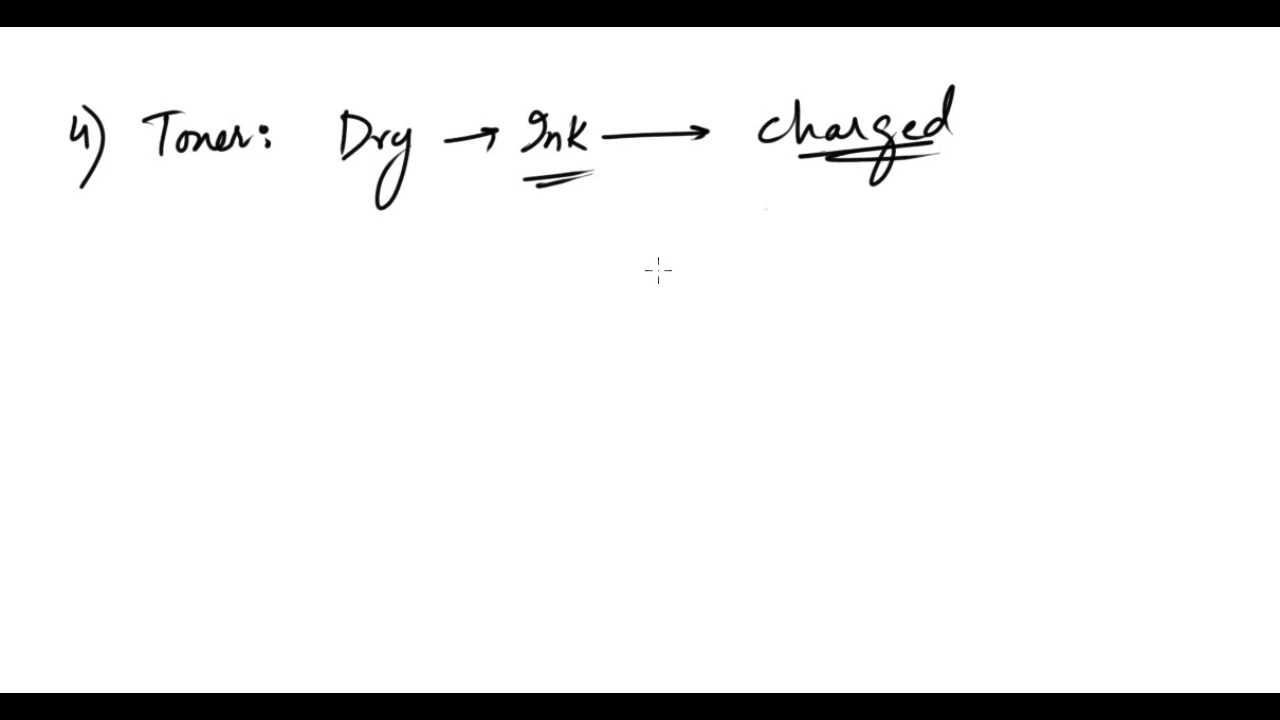 4) Toner: Dry → Ink → charged